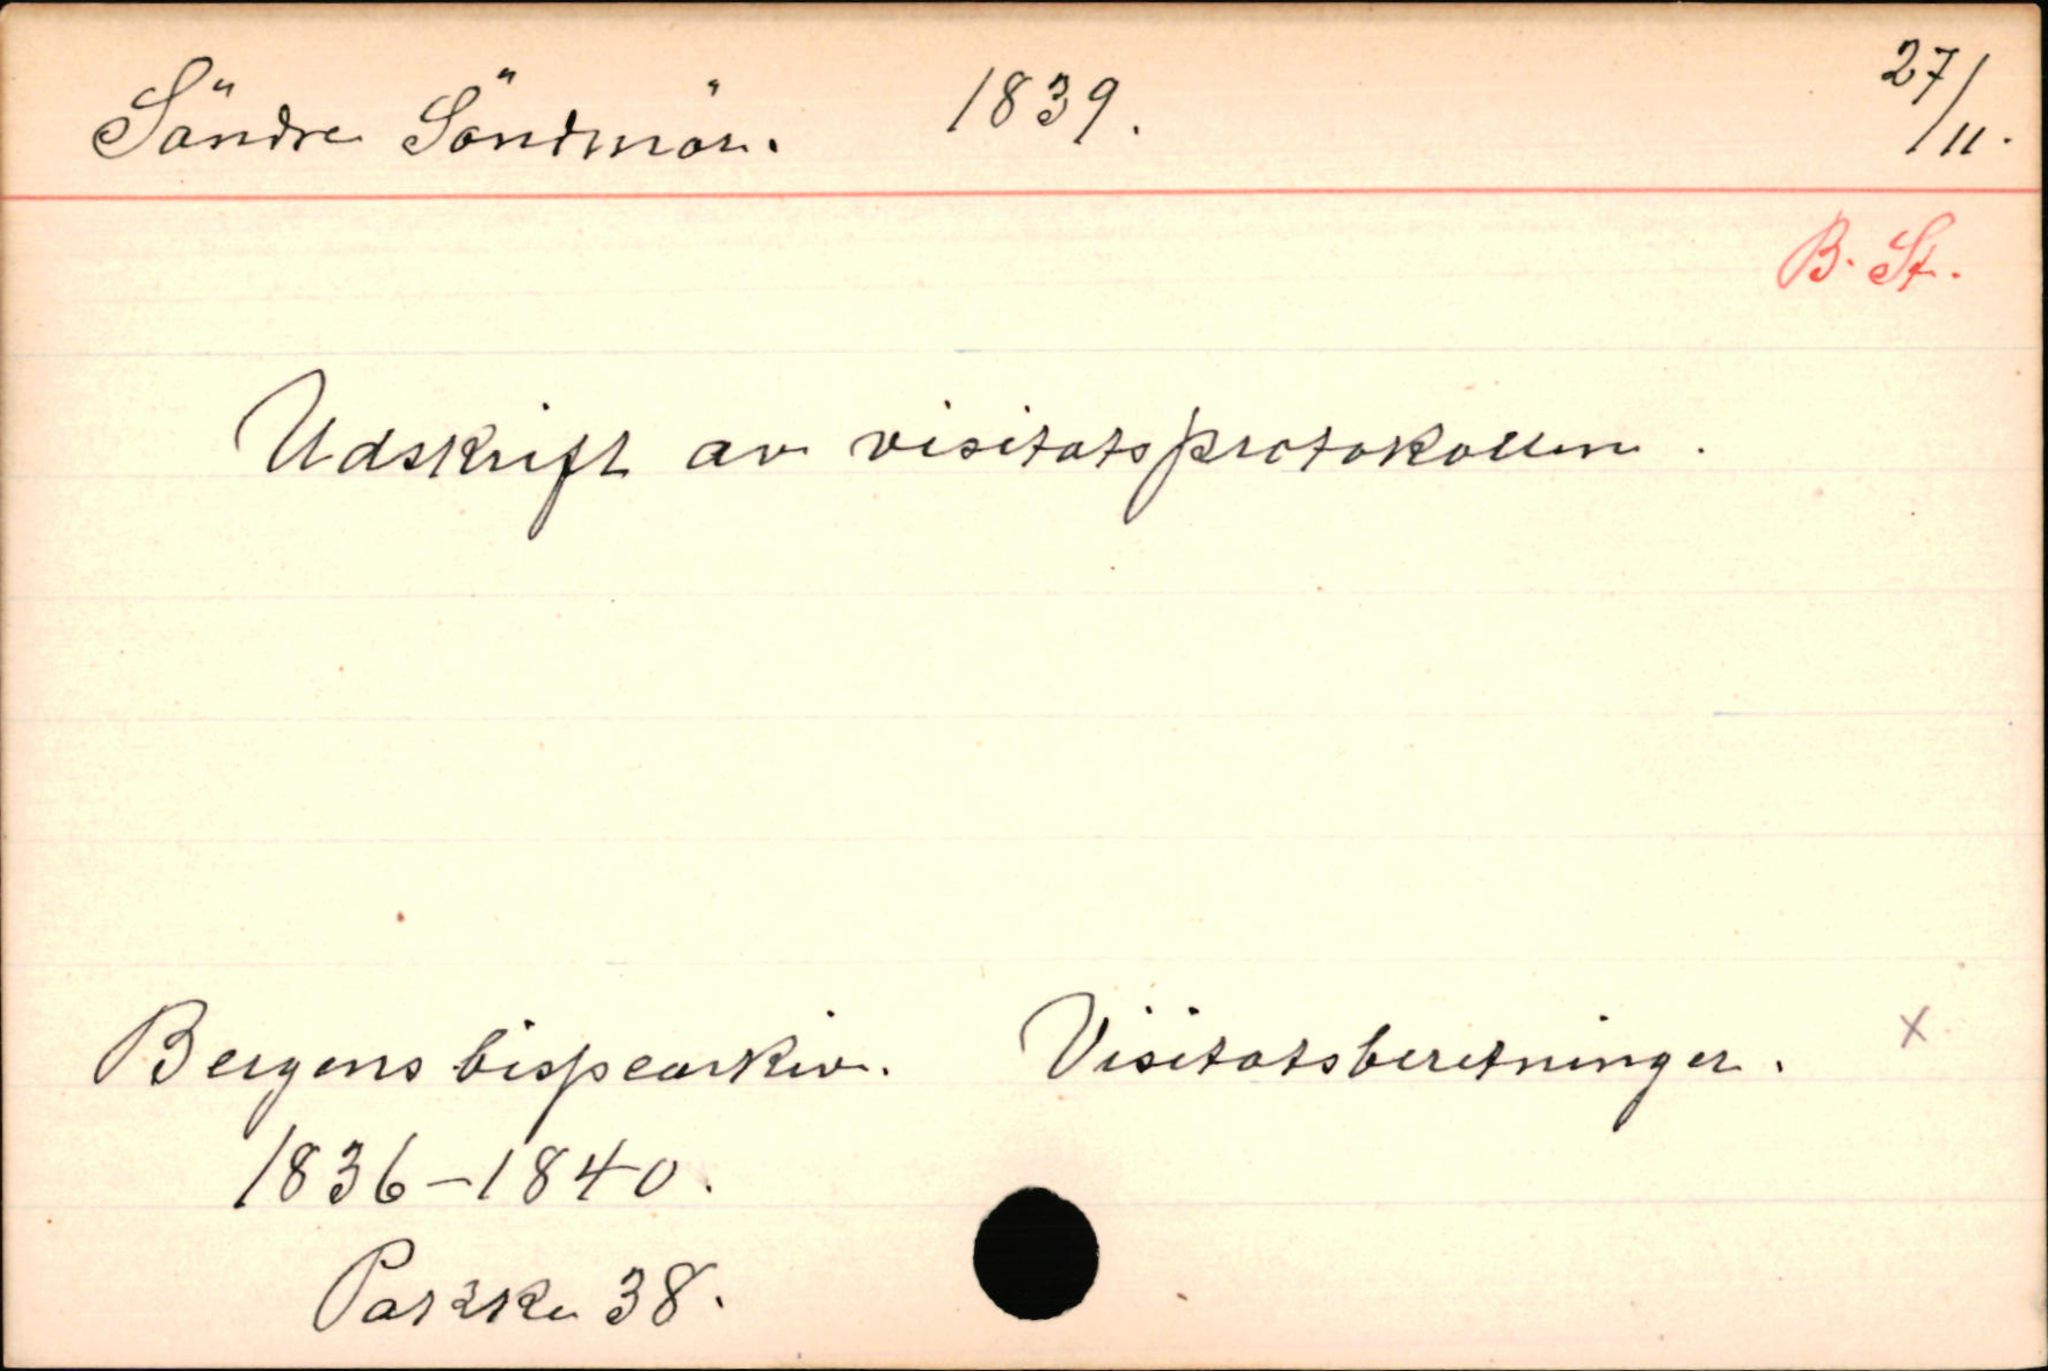 Söndre Söndmör. 1839. 27/11.
B. St.
Udskrift av visitatsprotokollen.
Bergens bispearkiv. Visitatsberetninger. x
1836-1840.
Pakke 38.